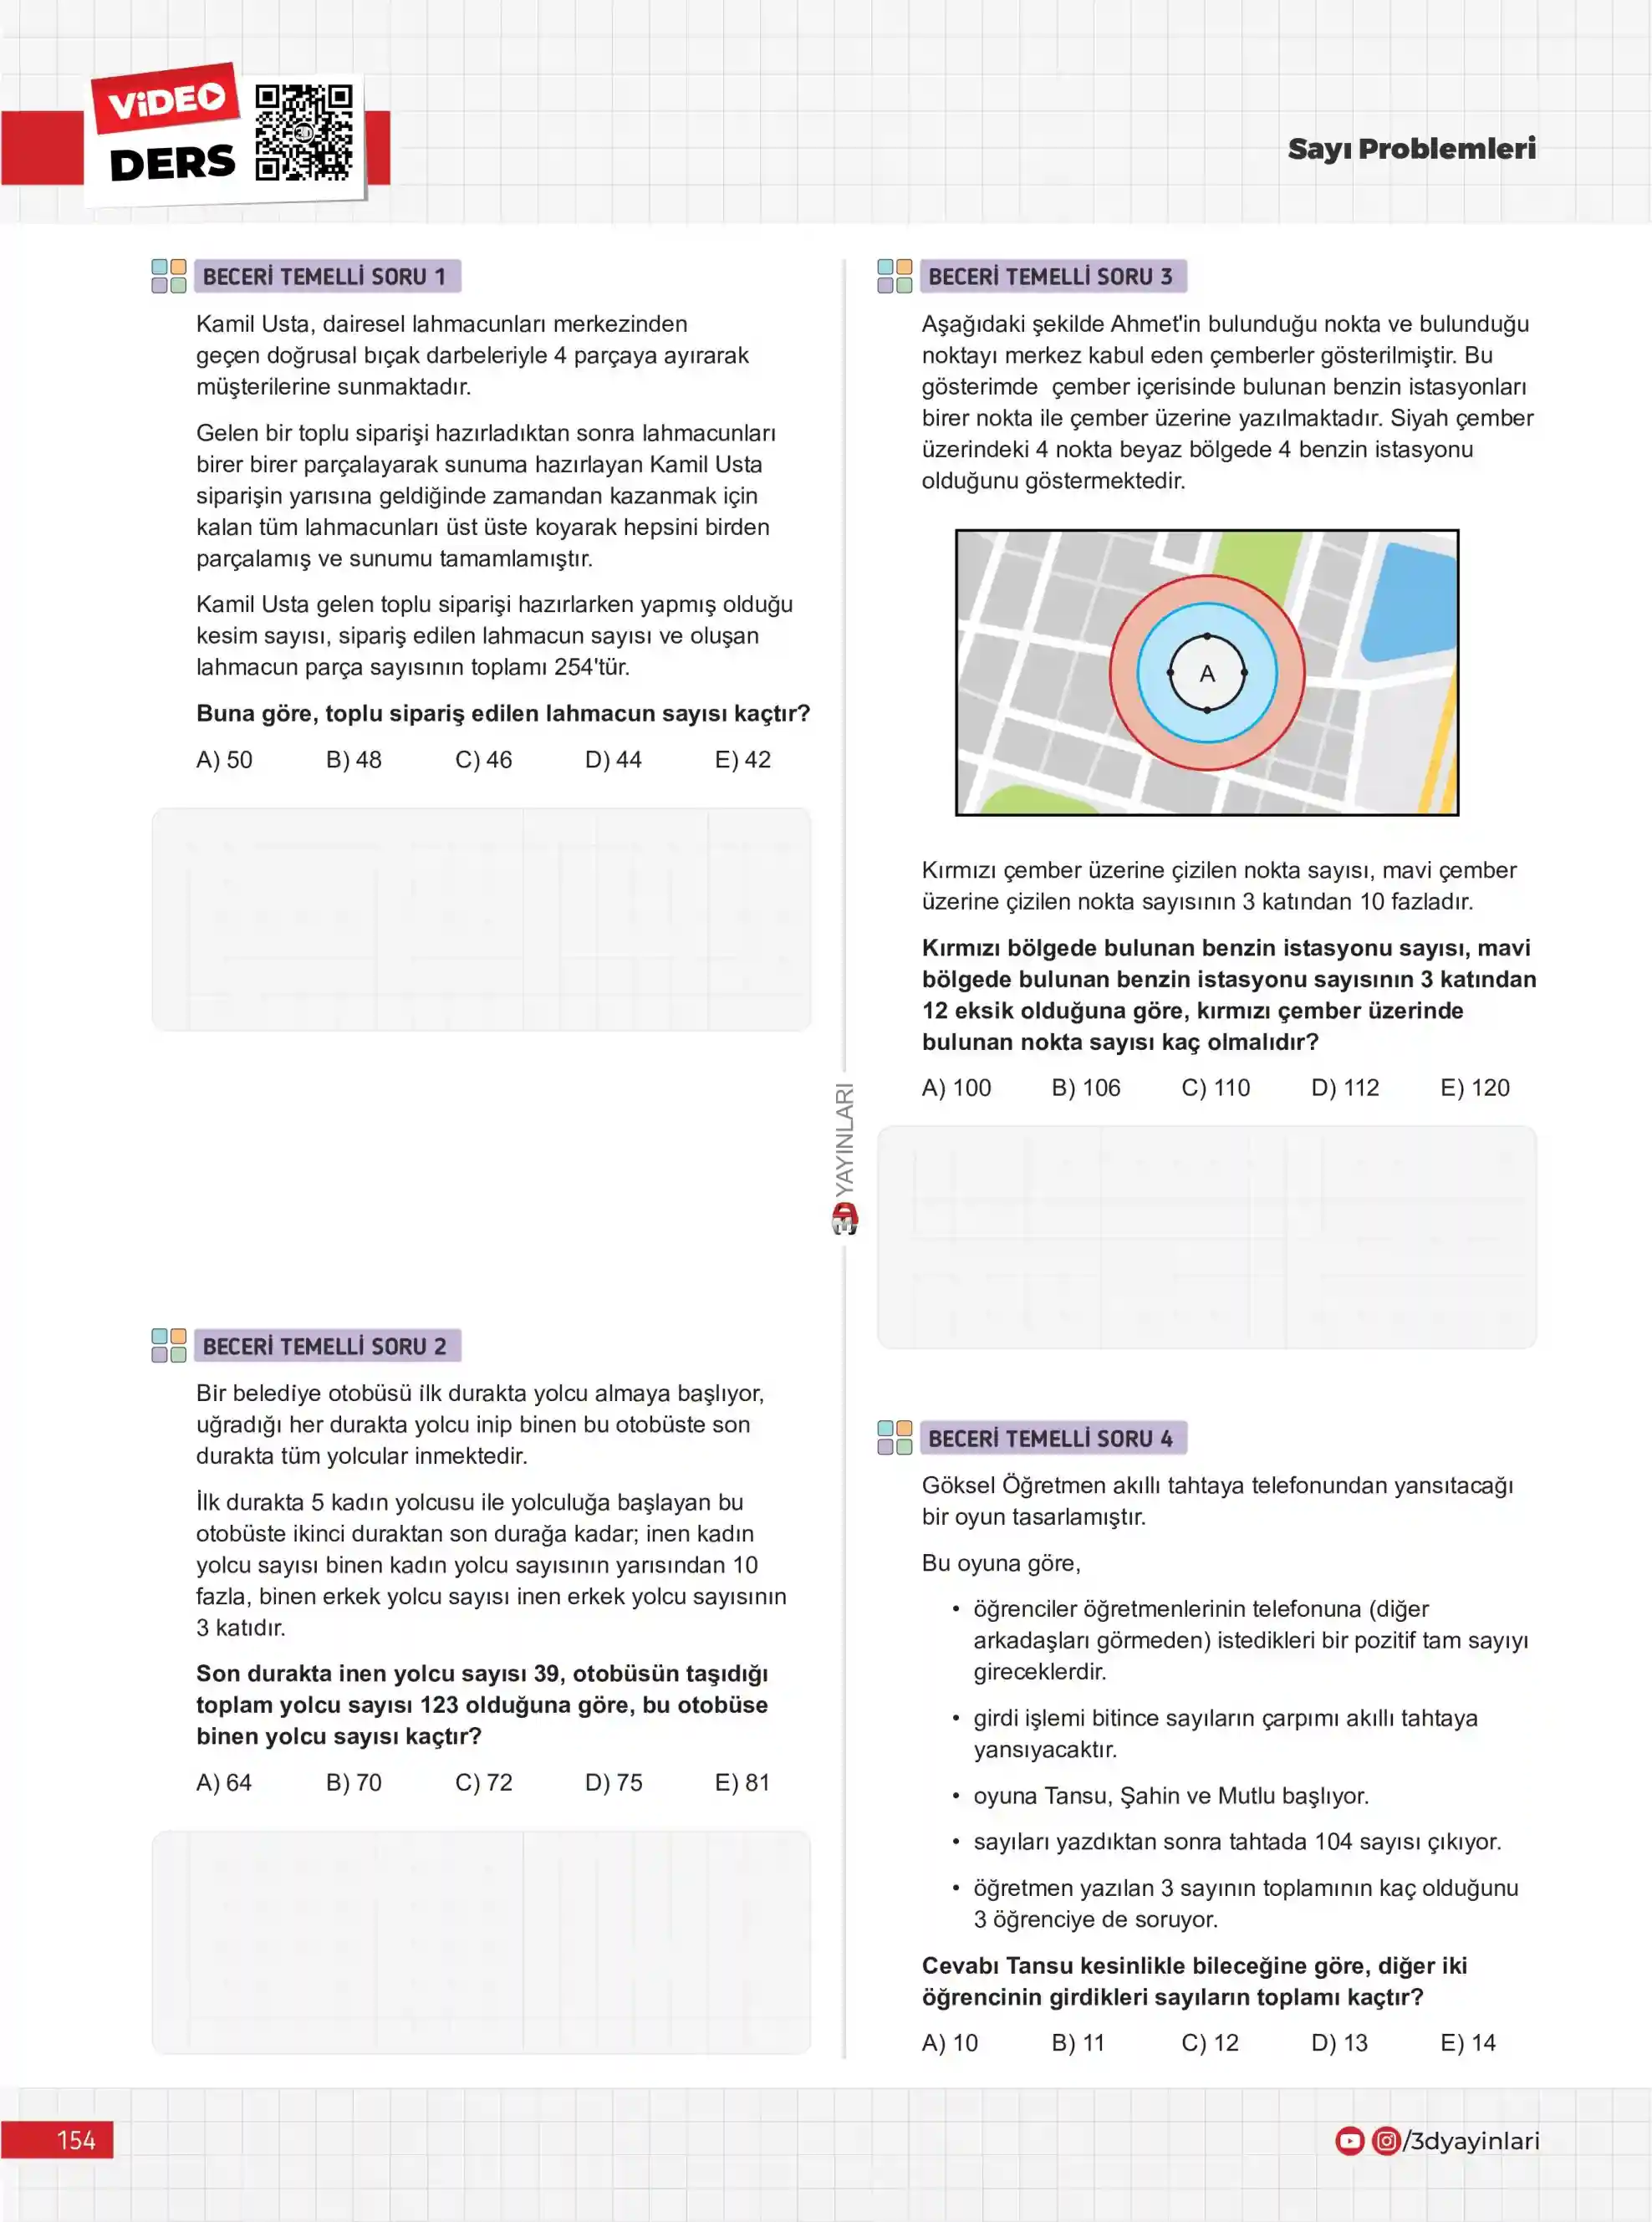 VİDEO
DERS
3D
Sayı Problemleri
BECERİ TEMELLİ SORU 1
Kamil Usta, dairesel lahmacunları merkezinden
geçen doğrusal bıçak darbeleriyle 4 parçaya ayırarak
müşterilerine sunmaktadır.
Gelen bir toplu siparişi hazırladıktan sonra lahmacunları
birer birer parçalayarak sunuma hazırlayan Kamil Usta
siparişin yarısına geldiğinde zamandan kazanmak için
kalan tüm lahmacunları üst üste koyarak hepsini birden
parçalamış ve sunumu tamamlamıştır.
Kamil Usta gelen toplu siparişi hazırlarken yapmış olduğu
kesim sayısı, sipariş edilen lahmacun sayısı ve oluşan
lahmacun parça sayısının toplamı 254'tür.
Buna göre, toplu sipariş edilen lahmacun sayısı kaçtır?
A) 50 B) 48 C) 46 D) 44 E) 42
BECERİ TEMELLİ SORU 2
Bir belediye otobüsü ilk durakta yolcu almaya başlıyor,
uğradığı her durakta yolcu inip binen bu otobüste son
durakta tüm yolcular inmektedir.
İlk durakta 5 kadın yolcusu ile yolculuğa başlayan bu
otobüste ikinci duraktan son durağa kadar; inen kadın
yolcu sayısı binen kadın yolcu sayısının yarısından 10
fazla, binen erkek yolcu sayısı inen erkek yolcu sayısının
3 katıdır.
Son durakta inen yolcu sayısı 39, otobüsün taşıdığı
toplam yolcu sayısı 123 olduğuna göre, bu otobüse
binen yolcu sayısı kaçtır?
A) 64 B) 70 C) 72 D) 75 E) 81
YAYINLARI
BECERİ TEMELLİ SORU 3
Aşağıdaki şekilde Ahmet'in bulunduğu nokta ve bulunduğu
noktayı merkez kabul eden çemberler gösterilmiştir. Bu
gösterimde çember içerisinde bulunan benzin istasyonları
birer nokta ile çember üzerine yazılmaktadır. Siyah çember
üzerindeki 4 nokta beyaz bölgede 4 benzin istasyonu
olduğunu göstermektedir.
A
Kırmızı çember üzerine çizilen nokta sayısı, mavi çember
üzerine çizilen nokta sayısının 3 katından 10 fazladır.
Kırmızı bölgede bulunan benzin istasyonu sayısı, mavi
bölgede bulunan benzin istasyonu sayısının 3 katından
12 eksik olduğuna göre, kırmızı çember üzerinde
bulunan nokta sayısı kaç olmalıdır?
A) 100 B) 106 C) 110 D) 112 E) 120
BECERİ TEMELLİ SORU 4
Göksel Öğretmen akıllı tahtaya telefonundan yansıtacağı
bir oyun tasarlamıştır.
Bu oyuna göre,
• öğrenciler öğretmenlerinin telefonuna (diğer
arkadaşları görmeden) istedikleri bir pozitif tam sayıyı
gireceklerdir.
• girdi işlemi bitince sayıların çarpımı akıllı tahtaya
yansıyacaktır.
• oyuna Tansu, Şahin ve Mutlu başlıyor.
• sayıları yazdıktan sonra tahtada 104 sayısı çıkıyor.
• öğretmen yazılan 3 sayının toplamının kaç olduğunu
3 öğrenciye de soruyor.
Cevabı Tansu kesinlikle bileceğine göre, diğer iki
öğrencinin girdikleri sayıların toplamı kaçtır?
A) 10 B) 11 C) 12 D) 13 E) 14
154
/3dyayinlari